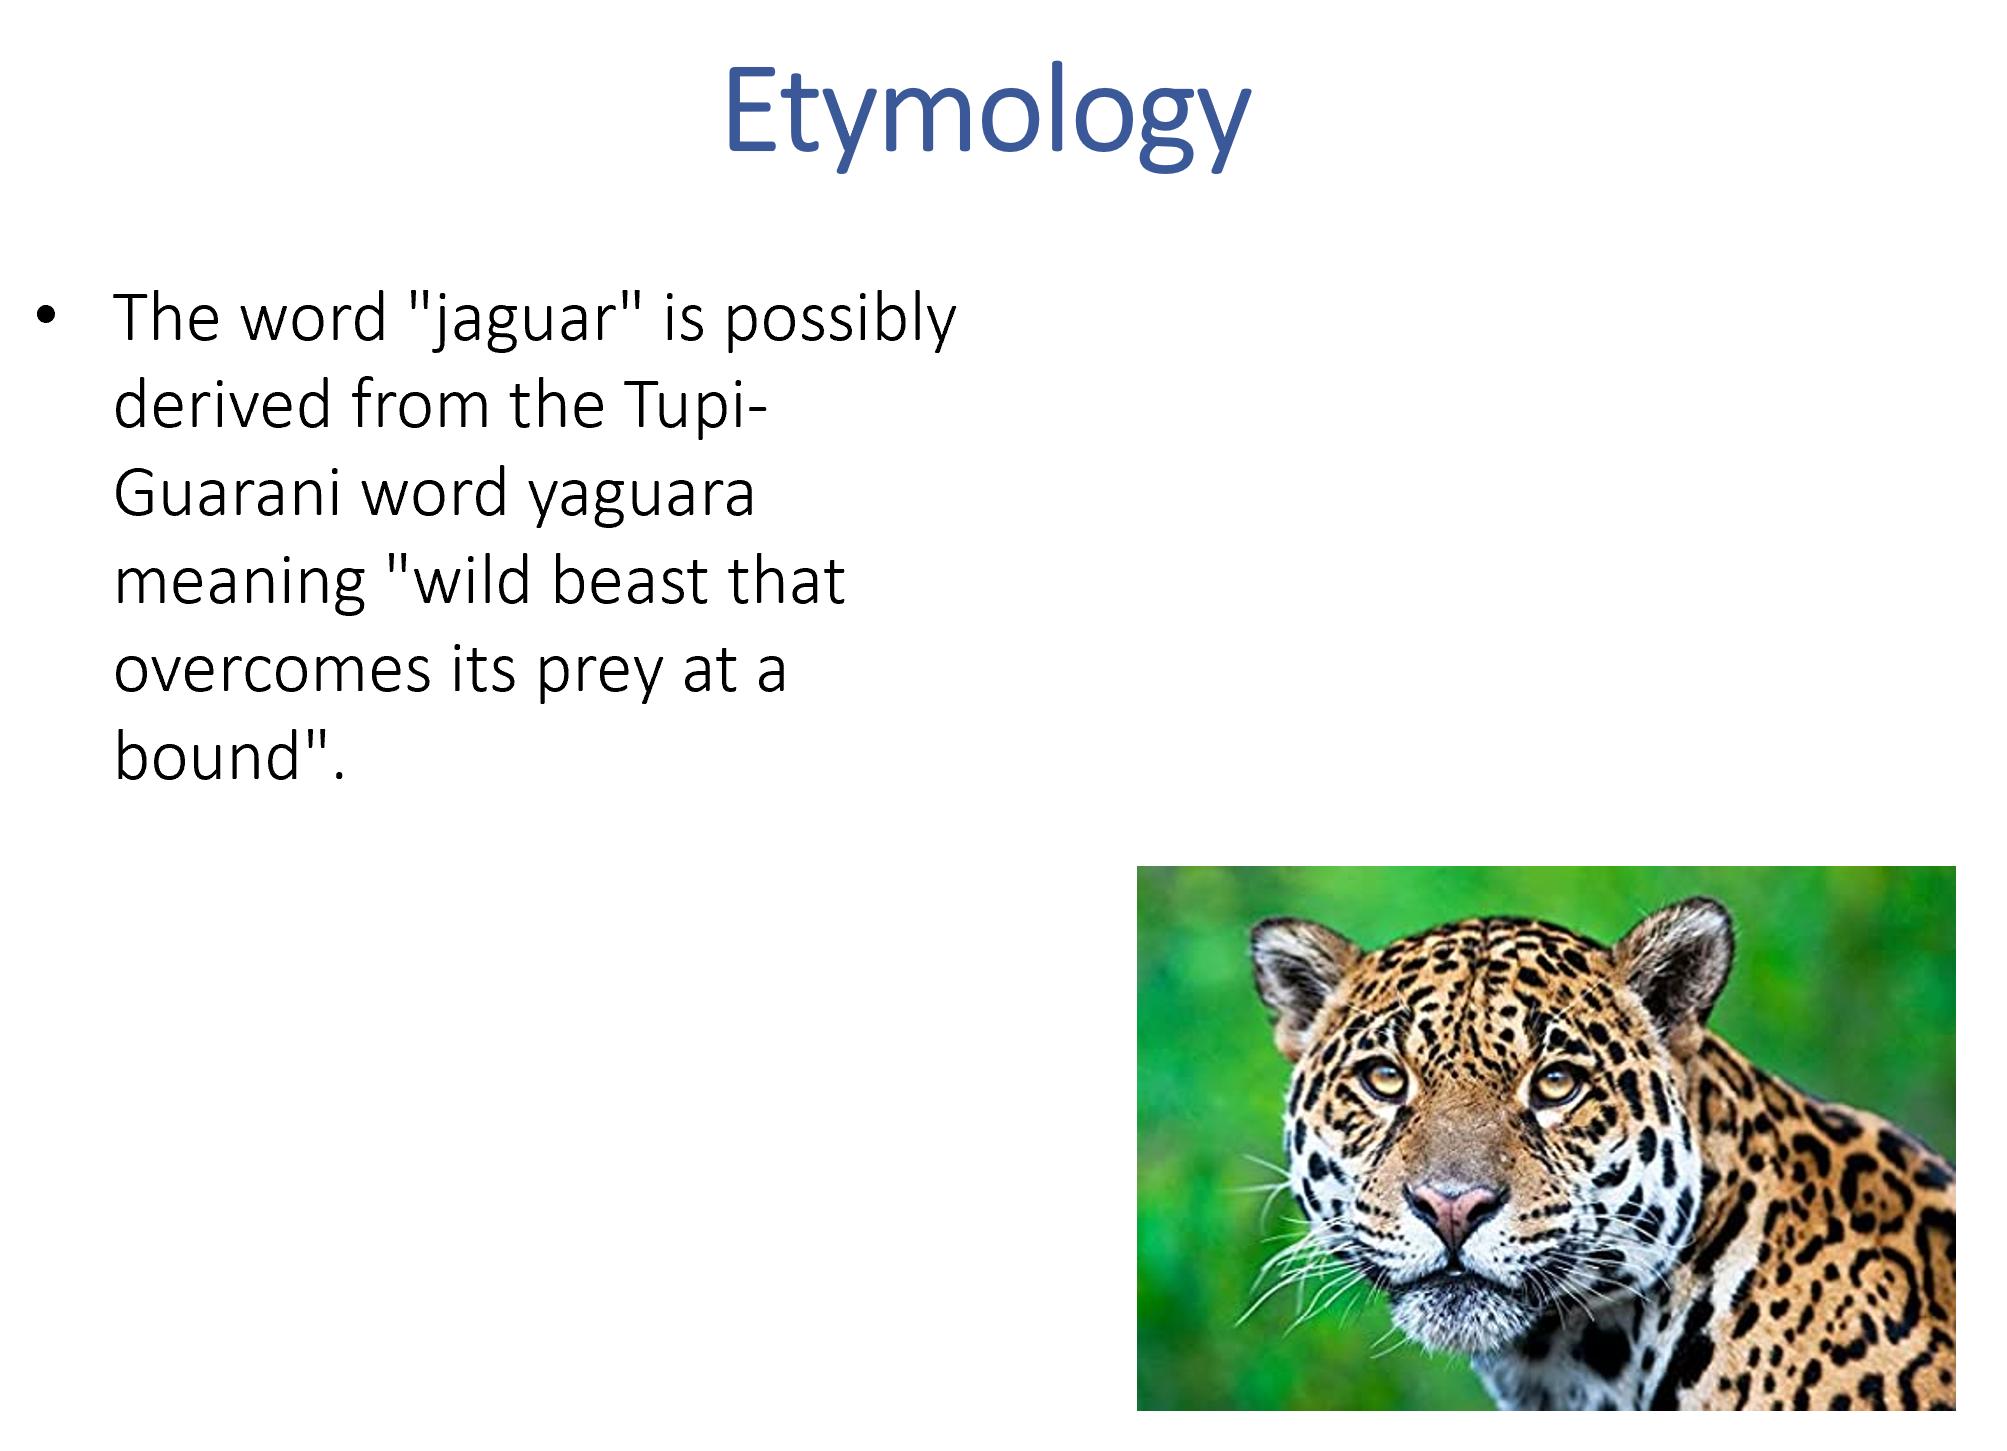 Etymology
• The word "jaguar" is possibly
derived from the Tupi-
Guarani word yaguara
meaning "wild beast that
overcomes its prey at a
bound".